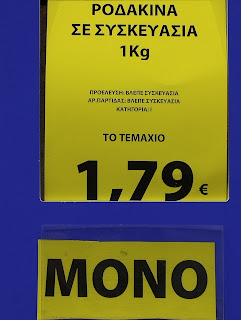 ΡΟΔΑΚΙΝΑ
ΣΕ ΣΥΣΚΕΥΑΣΙΑ
1Kg
ΠΡΟΕΛΕΥΣΗ: ΒΛΕΠΕ ΣΥΣΚΕΥΑΣΙΑ
ΑΡ.ΠΑΡΤΙΔΑΣ: ΒΛΕΠΕ ΣΥΣΚΕΥΑΣΙΑ
ΚΑΤΗΓΟΡΙΑ:
ΤΟ ΤΕΜΑΧΙΟ
1,79 €
ΜΟΝΟ